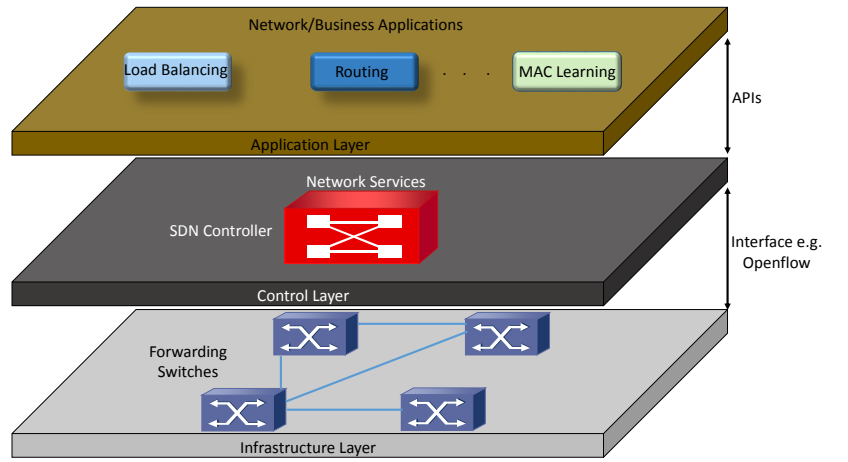 Network/Business Applications
Load Balancing
Routing
. . .
MAC Learning
APIs
Application Layer
Network Services
SDN Controller
Interface e.g.
Openflow
Control Layer
Forwarding
Switches
Infrastructure Layer